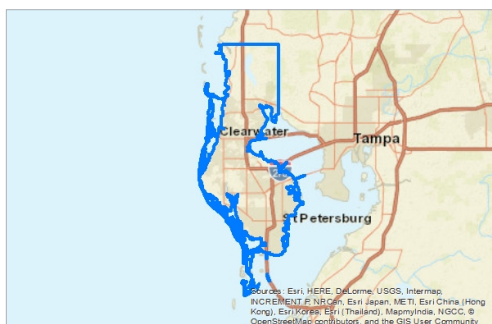 Clearwater
Tampa
St Petersburg
Sources: Esri, HERE, DeLorme, USGS, Intermap,
INCREMENT P, NRCan, Esri Japan, METI, Esri China (Hong
Kong), Esri Korea, Esri (Thailand), MapmyIndia, NGCC, ©
OpenStreetMap contributors, and the GIS User Community